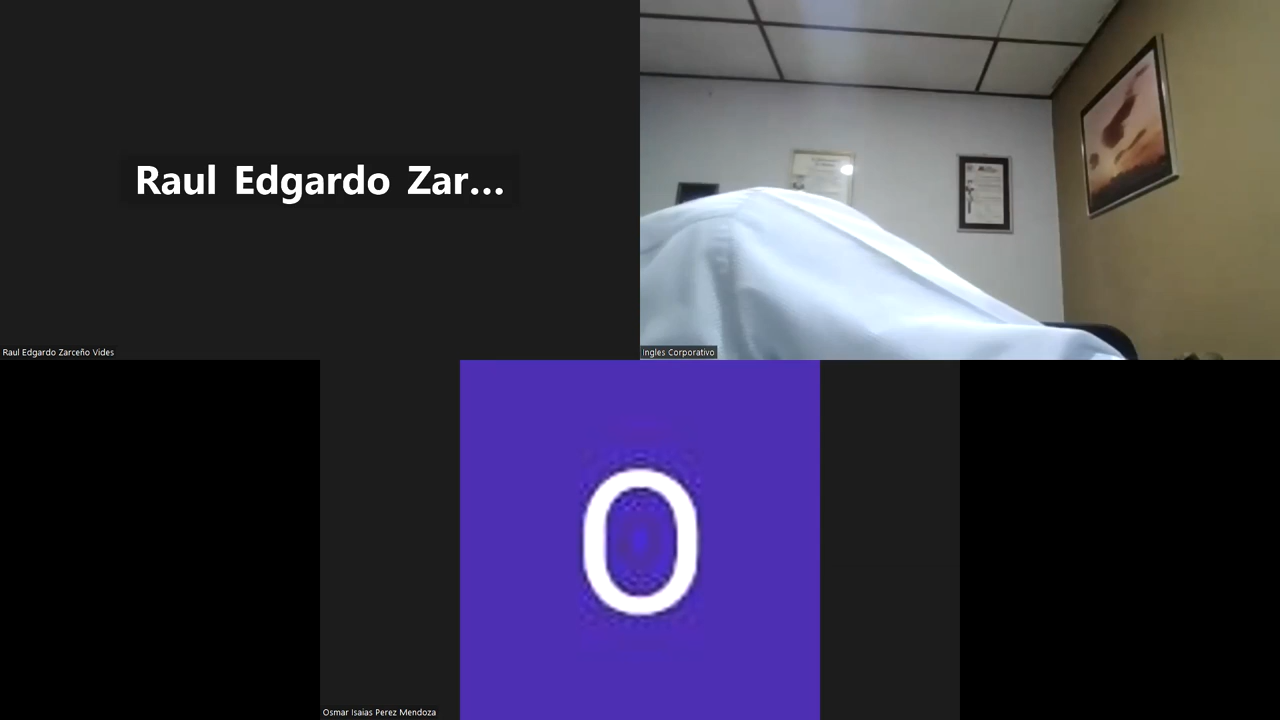 Raul Edgardo Zar...
Raul Edgardo Zarceño Vides
Ingles Corporativo
O
Osmar Isaias Perez Mendoza